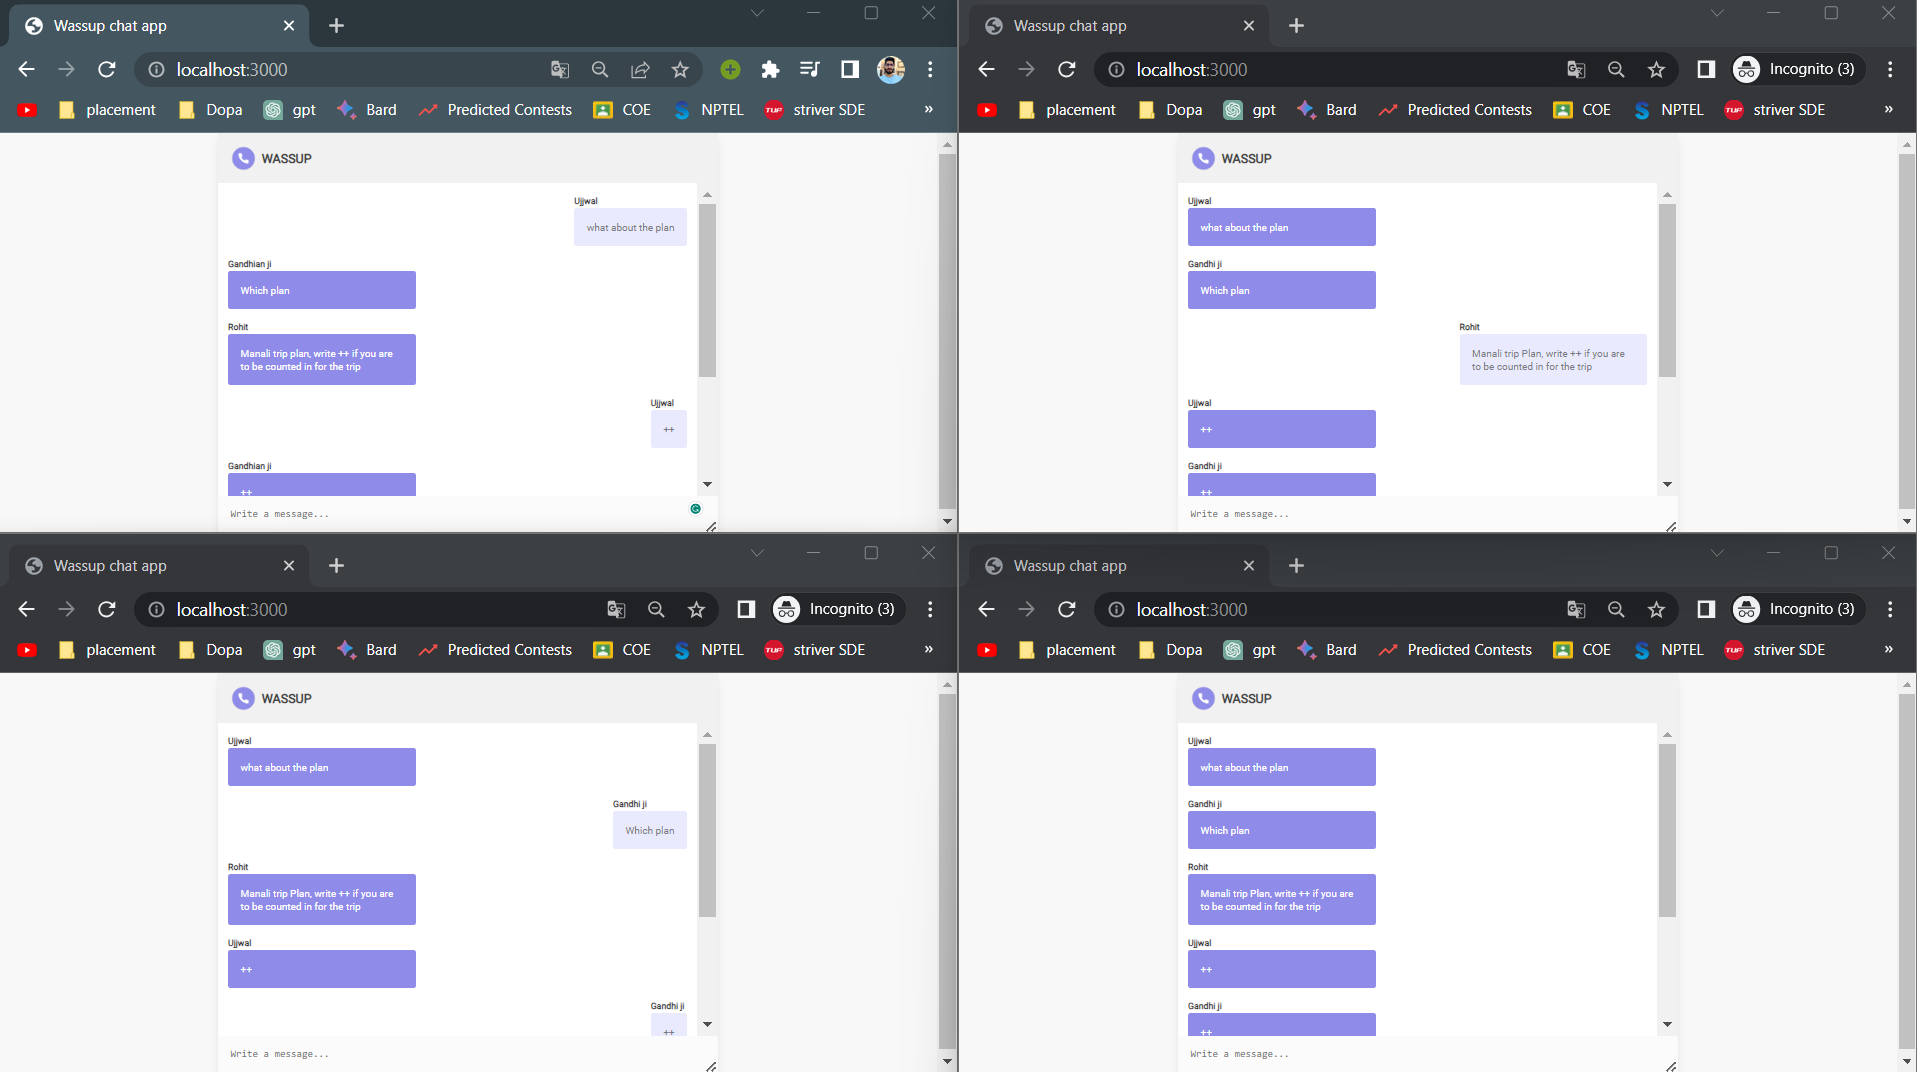 Wassup chat app
localhost:3000
placement Dopa gpt Bard Predicted Contests COE NPTEL TUF striver SDE »
WASSUP
Ujjwal
what about the plan
Gandhian ji
Which plan
Rohit
Manali trip plan, write ++ if you are
to be counted in for the trip
Ujjwal
++
Gandhian ji
++
Write a message...
Wassup chat app
localhost:3000 Incognito (3)
placement Dopa gpt Bard Predicted Contests COE NPTEL TUF striver SDE »
WASSUP
Ujjwal
what about the plan
Gandhi ji
Which plan
Rohit
Manali trip Plan, write ++ if you are
to be counted in for the trip
Ujjwal
++
Gandhi ji
++
Write a message...
Wassup chat app
localhost:3000 Incognito (3)
placement Dopa gpt Bard Predicted Contests COE NPTEL TUF striver SDE »
WASSUP
Ujjwal
what about the plan
Gandhi ji
Which plan
Rohit
Manali trip Plan, write ++ if you are
to be counted in for the trip
Ujjwal
++
Gandhi ji
++
Write a message...
Wassup chat app
localhost:3000 Incognito (3)
placement Dopa gpt Bard Predicted Contests COE NPTEL TUF striver SDE »
WASSUP
Ujjwal
what about the plan
Gandhi ji
Which plan
Rohit
Manali trip Plan, write ++ if you are
to be counted in for the trip
Ujjwal
++
Gandhi ji
++
Write a message...